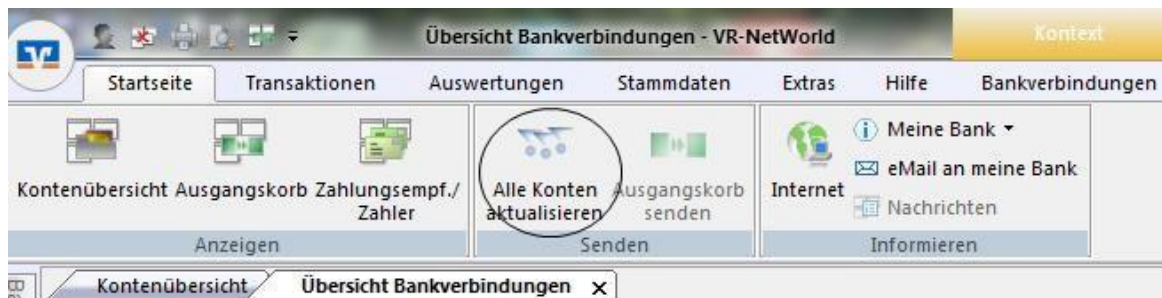 Übersicht Bankverbindungen - VR-NetWorld
Kontext
Startseite Transaktionen Auswertungen Stammdaten Extras Hilfe Bankverbindungen
Kontenübersicht Ausgangskorb Zahlungsempf./ Zahler
Alle Konten aktualisieren
Ausgangskorb senden
Internet
Meine Bank
eMail an meine Bank
Nachrichten
Anzeigen Senden Informieren
Kontenübersicht Übersicht Bankverbindungen x